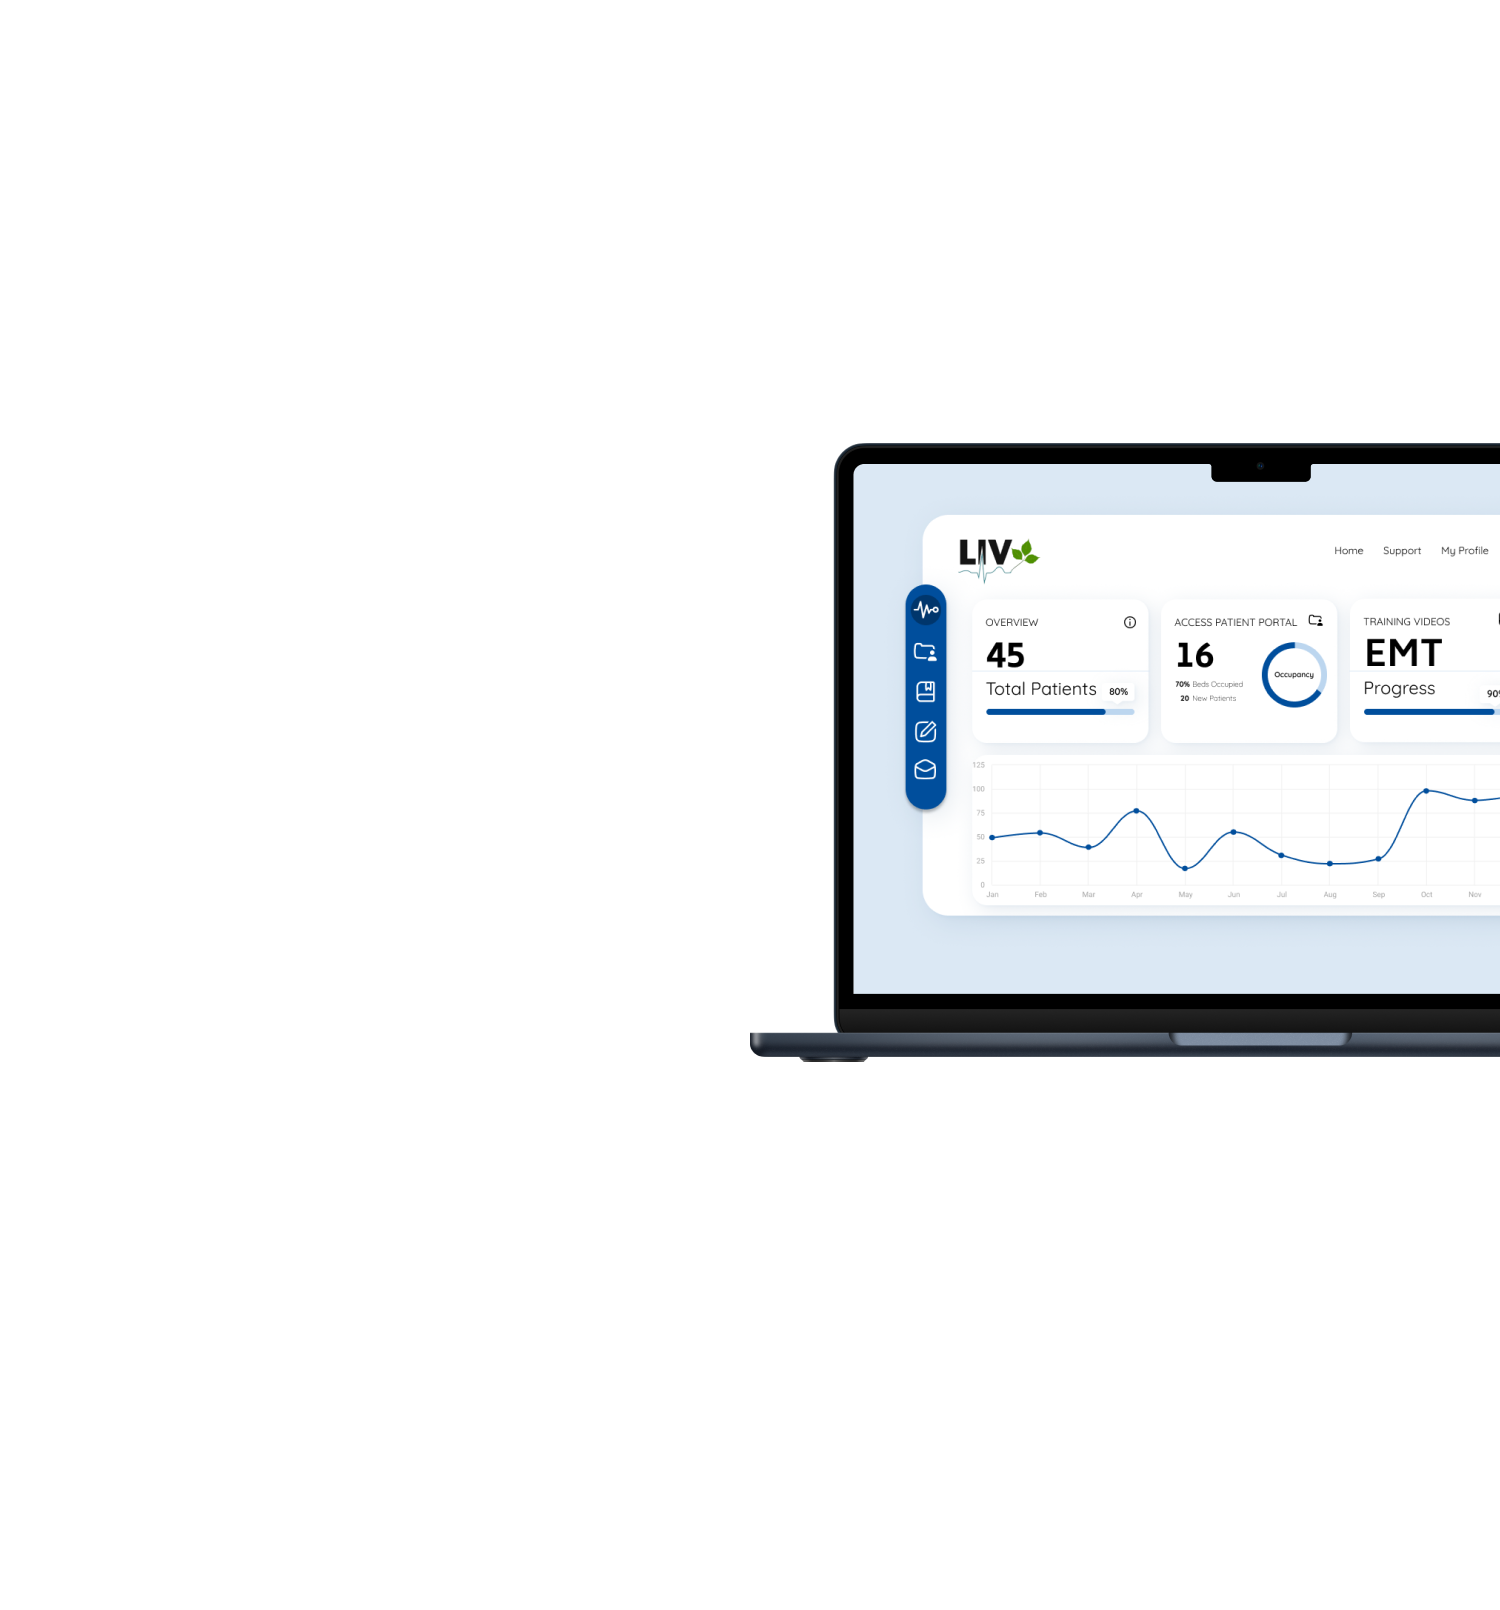 LIV
Home Support My Profile
OVERVIEW
45
Total Patients 80%
ACCESS PATIENT PORTAL
16
70% Beds Occupied
20 New Patients
Occupancy
TRAINING VIDEOS
EMT
Progress
125
100
75
50
25
0
Jan Feb Mar Apr May Jun Jul Aug Sep Oct Nov